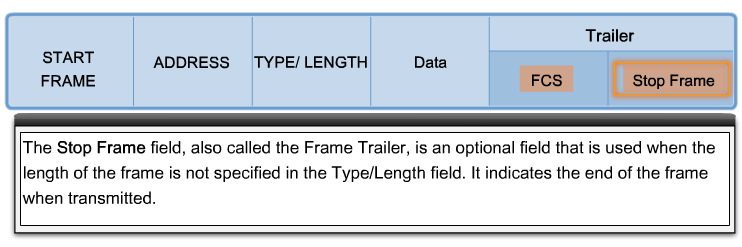 Trailer
START
FRAME
ADDRESS
TYPE/ LENGTH
Data
FCS
Stop Frame
The Stop Frame field, also called the Frame Trailer, is an optional field that is used when the
length of the frame is not specified in the Type/Length field. It indicates the end of the frame
when transmitted.